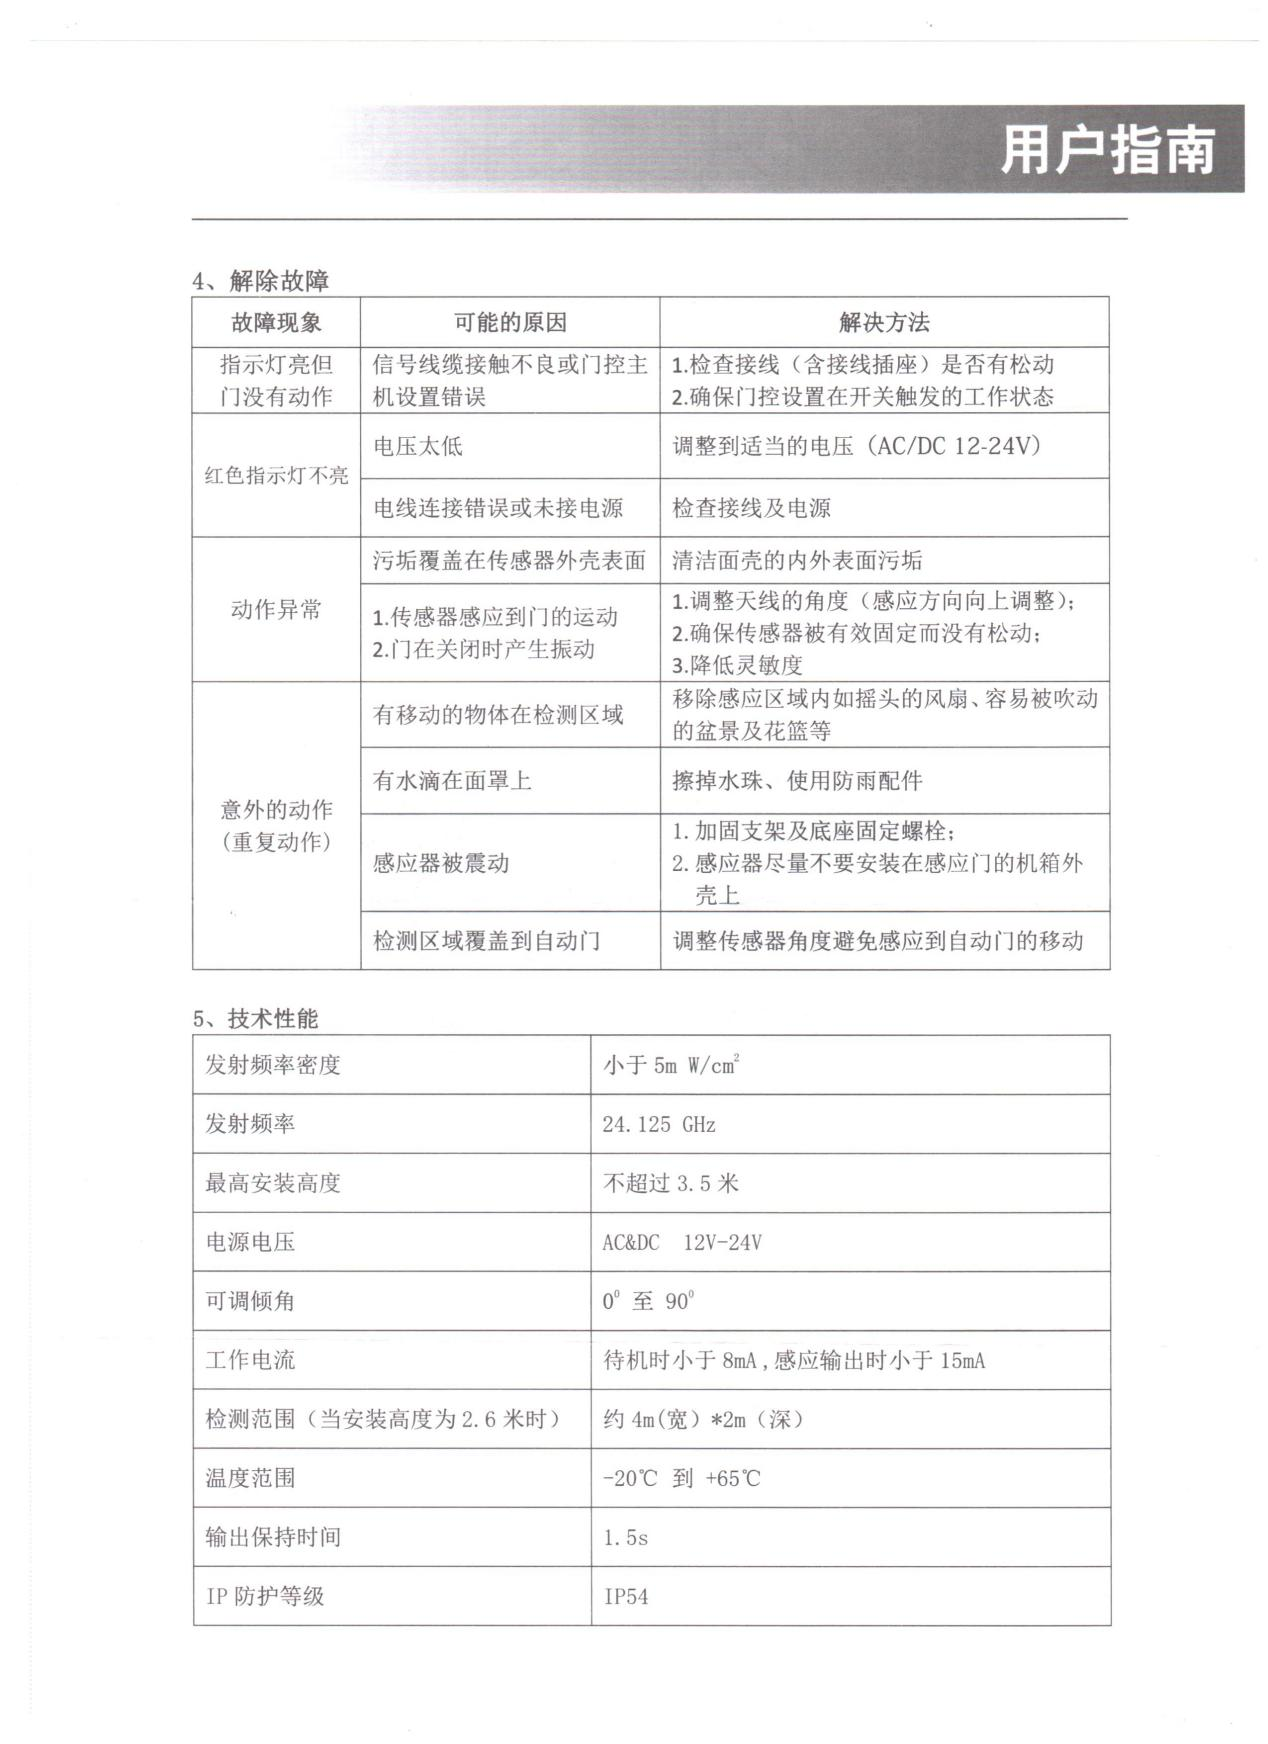 用户指南
4、解除故障
故障现象 可能的原因 解决方法
指示灯亮但
门没有动作
信号线缆接触不良或门控主
机设置错误
1.检查接线（含接线插座）是否有松动
2.确保门控设置在开关触发的工作状态
红色指示灯不亮
电压太低
调整到适当的电压（AC/DC 12-24V）
电线连接错误或未接电源
检查接线及电源
动作异常
污垢覆盖在传感器外壳表面
清洁面壳的内外表面污垢
1.传感器感应到门的运动
2.门在关闭时产生振动
1.调整天线的角度（感应方向向上调整）;
2.确保传感器被有效固定而没有松动;
3.降低灵敏度
意外的动作
（重复动作）
有移动的物体在检测区域
移除感应区域内如摇头的风扇、容易被吹动
的盆景及花篮等
有水滴在面罩上
擦掉水珠、使用防雨配件
感应器被震动
1. 加固支架及底座固定螺栓;
2. 感应器尽量不要安装在感应门的机箱外
壳上
检测区域覆盖到自动门
调整传感器角度避免感应到自动门的移动
5、技术性能
发射频率密度 小于 5m W/cm²
发射频率 24.125 GHz
最高安装高度 不超过 3.5 米
电源电压 AC&DC 12V-24V
可调倾角 0⁰ 至 90⁰
工作电流 待机时小于 8mA,感应输出时小于 15mA
检测范围（当安装高度为 2.6 米时） 约 4m(宽）*2m（深）
温度范围 -20℃ 到 +65℃
输出保持时间 1.5s
IP 防护等级 IP54